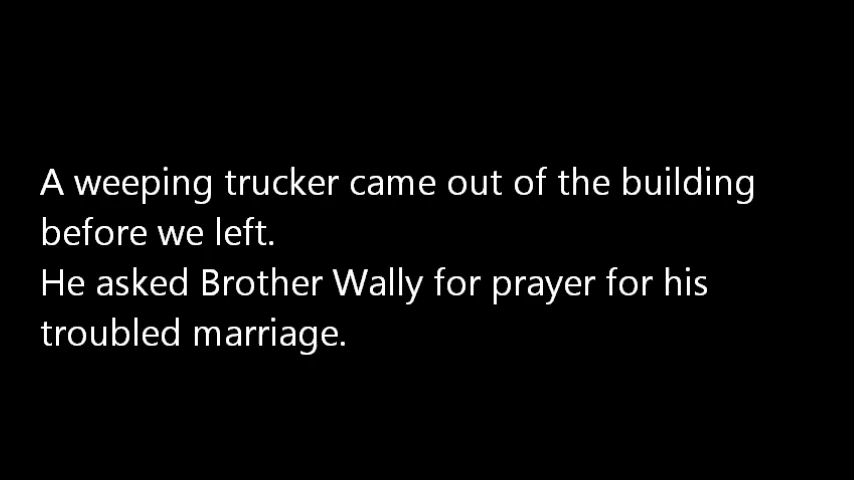 A weeping trucker came out of the building
before we left.
He asked Brother Wally for prayer for his
troubled marriage.